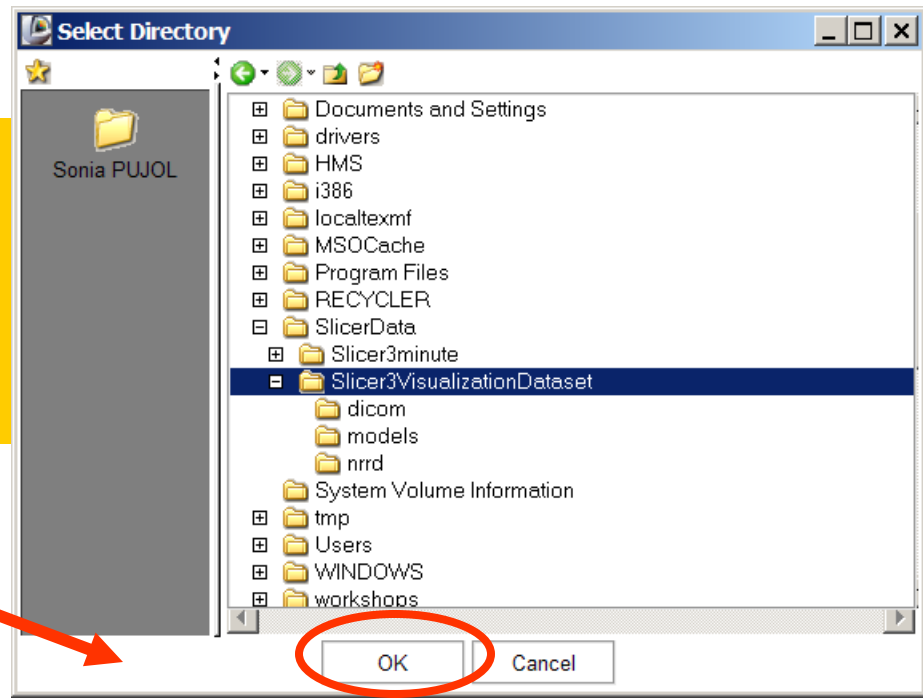 Select Directory
Sonia PUJOL
Documents and Settings
drivers
HMS
i386
localtexmf
MSOCache
Program Files
RECYCLER
SlicerData
Slicer3minute
Slicer3VisualizationDataset
dicom
models
nrrd
System Volume Information
tmp
Users
WINDOWS
workshops
OK Cancel